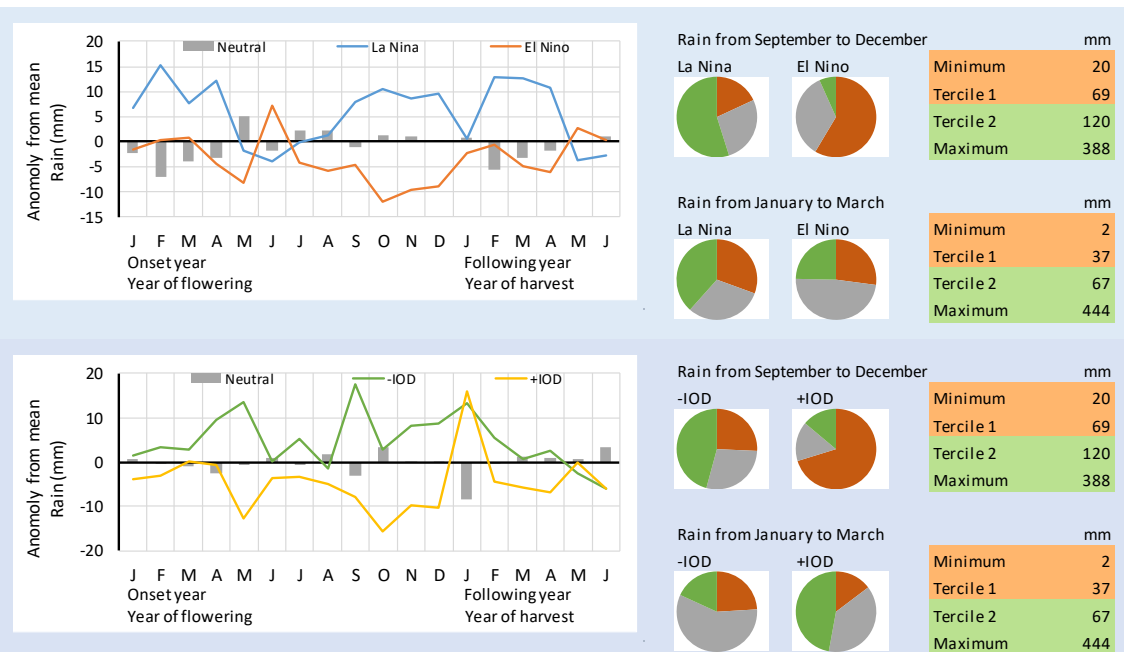 20
15
10
5
0
-5
-10
-15
Anomoly from mean
Rain (mm)
Neutral La Nina El Nino
J F M A M J J A S O N D J F M A M J
Onset year Following year
Year of flowering Year of harvest
Rain from September to December mm
La Nina El Nino
Minimum 20
Tercile 1 69
Tercile 2 120
Maximum 388
Rain from January to March mm
La Nina El Nino
Minimum 2
Tercile 1 37
Tercile 2 67
Maximum 444
20
10
0
-10
-20
Anomoly from mean
Rain (mm)
Neutral -IOD +IOD
J F M A M J J A S O N D J F M A M J
Onset year Following year
Year of flowering Year of harvest
Rain from September to December mm
-IOD +IOD
Minimum 20
Tercile 1 69
Tercile 2 120
Maximum 388
Rain from January to March mm
-IOD +IOD
Minimum 2
Tercile 1 37
Tercile 2 67
Maximum 444